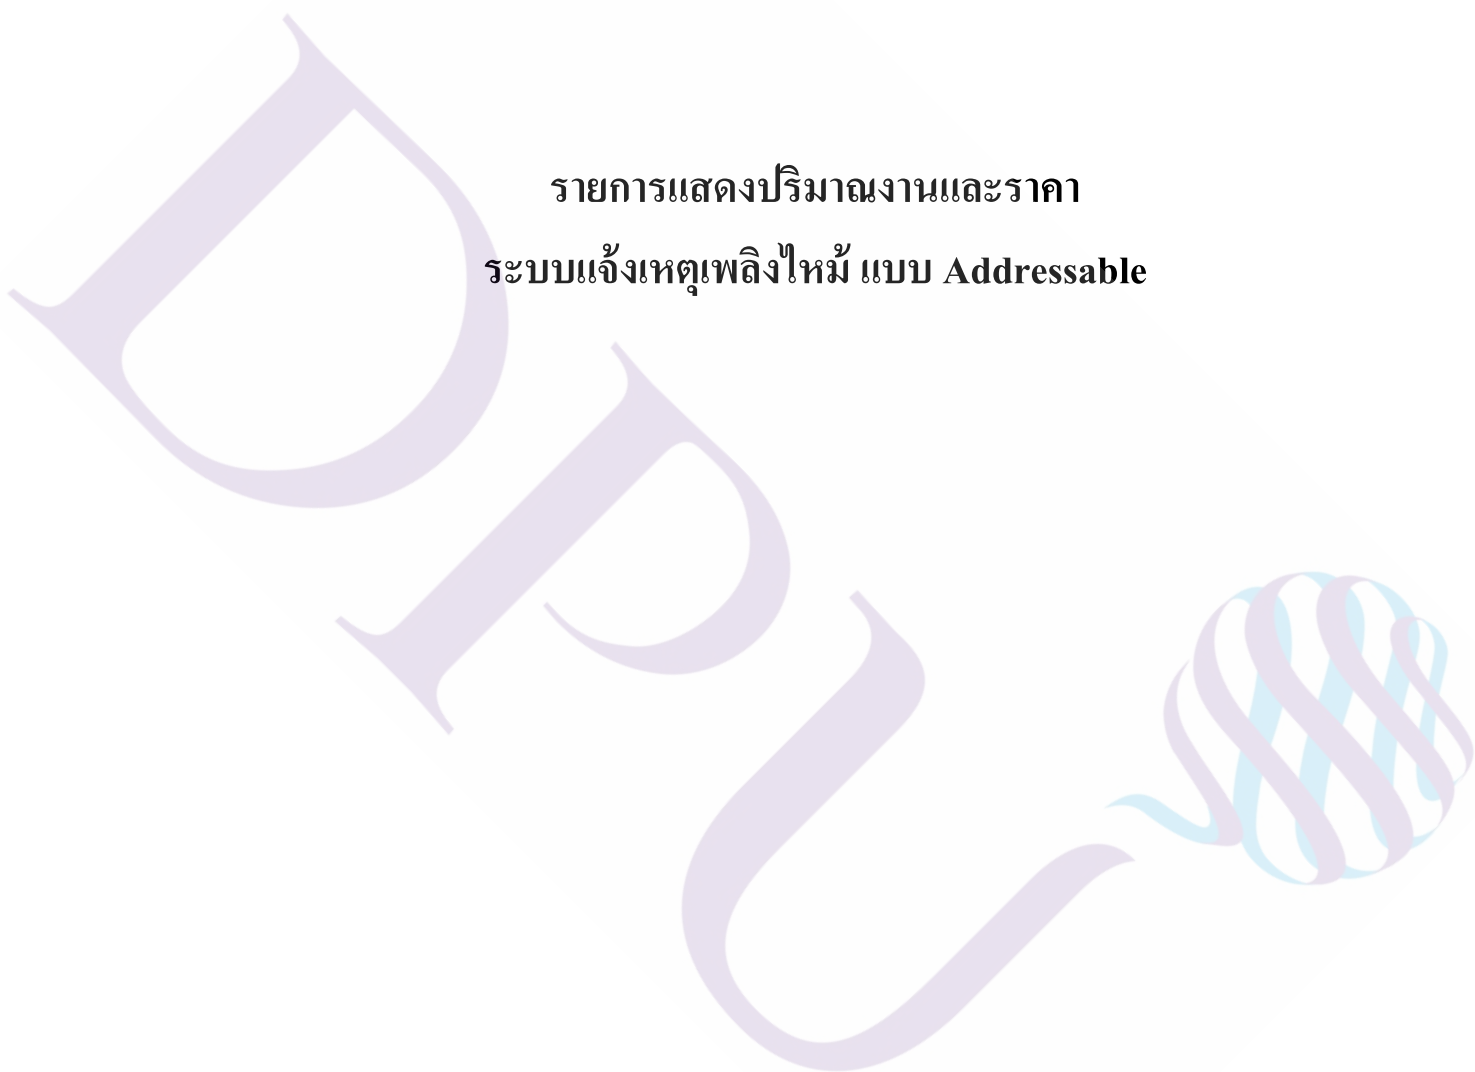 รายการแสดงปริมาณงานและราคา
ระบบแจ้งเหตุเพลิงไหม้ แบบ Addressable
DPU